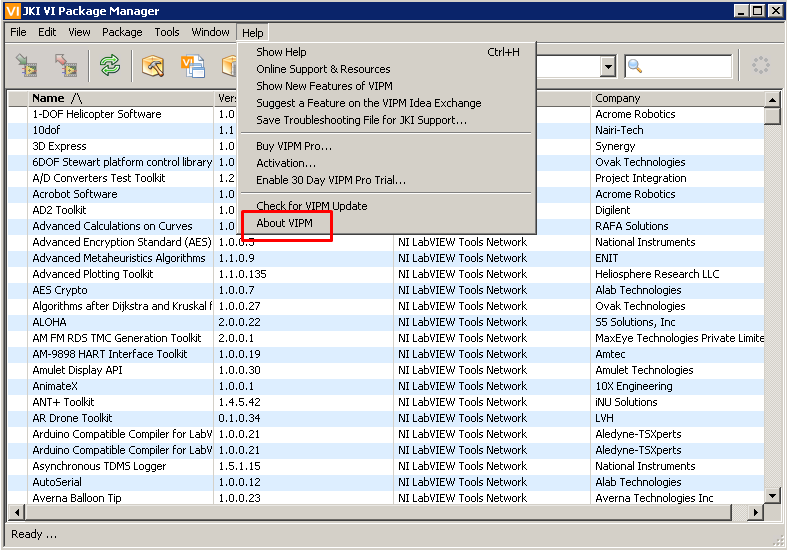 VI JKI VI Package Manager
File Edit View Package Tools Window Help
Show Help Ctrl+H
Online Support & Resources
Show New Features of VIPM
Suggest a Feature on the VIPM Idea Exchange
Save Troubleshooting File for JKI Support...
Buy VIPM Pro...
Activation...
Enable 30 Day VIPM Pro Trial...
Check for VIPM Update
About VIPM
VI
Name /\ Vers Company
1-DOF Helicopter Software 1.0 Acrome Robotics
10dof 1.1 Nairi-Tech
3D Express 1.0 Synergy
6DOF Stewart platform control library 1.0 Ovak Technologies
A/D Converters Test Toolkit 1.2 Project Integration
Acrobot Software 1.0 Acrome Robotics
AD2 Toolkit 1.0 Digilent
Advanced Calculations on Curves 1.0 RAFA Solutions
Advanced Encryption Standard (AES) 1.0.0.5 NI LabVIEW Tools Network National Instruments
Advanced Metaheuristics Algorithms 1.1.0.9 NI LabVIEW Tools Network ENIT
Advanced Plotting Toolkit 1.1.0.135 NI LabVIEW Tools Network Heliosphere Research LLC
AES Crypto 1.0.0.7 NI LabVIEW Tools Network Alab Technologies
Algorithms after Dijkstra and Kruskal f 1.0.0.27 NI LabVIEW Tools Network Ovak Technologies
ALOHA 2.0.0.22 NI LabVIEW Tools Network S5 Solutions, Inc
AM FM RDS TMC Generation Toolkit 2.0.0.1 NI LabVIEW Tools Network MaxEye Technologies Private Limite
AM-9898 HART Interface Toolkit 1.0.0.19 NI LabVIEW Tools Network Amtec
Amulet Display API 1.0.0.30 NI LabVIEW Tools Network Amulet Technologies
AnimateX 1.0.0.1 NI LabVIEW Tools Network 10X Engineering
ANT+ Toolkit 1.4.5.42 NI LabVIEW Tools Network iNU Solutions
AR Drone Toolkit 0.1.0.34 NI LabVIEW Tools Network LVH
Arduino Compatible Compiler for LabV 1.0.0.21 NI LabVIEW Tools Network Aledyne-TSXperts
Arduino Compatible Compiler for LabV 1.0.0.21 NI LabVIEW Tools Network Aledyne-TSXperts
Asynchronous TDMS Logger 1.5.1.15 NI LabVIEW Tools Network National Instruments
AutoSerial 1.0.0.12 NI LabVIEW Tools Network Alab Technologies
Averna Balloon Tip 1.0.0.23 NI LabVIEW Tools Network Averna Technologies Inc
Ready ...